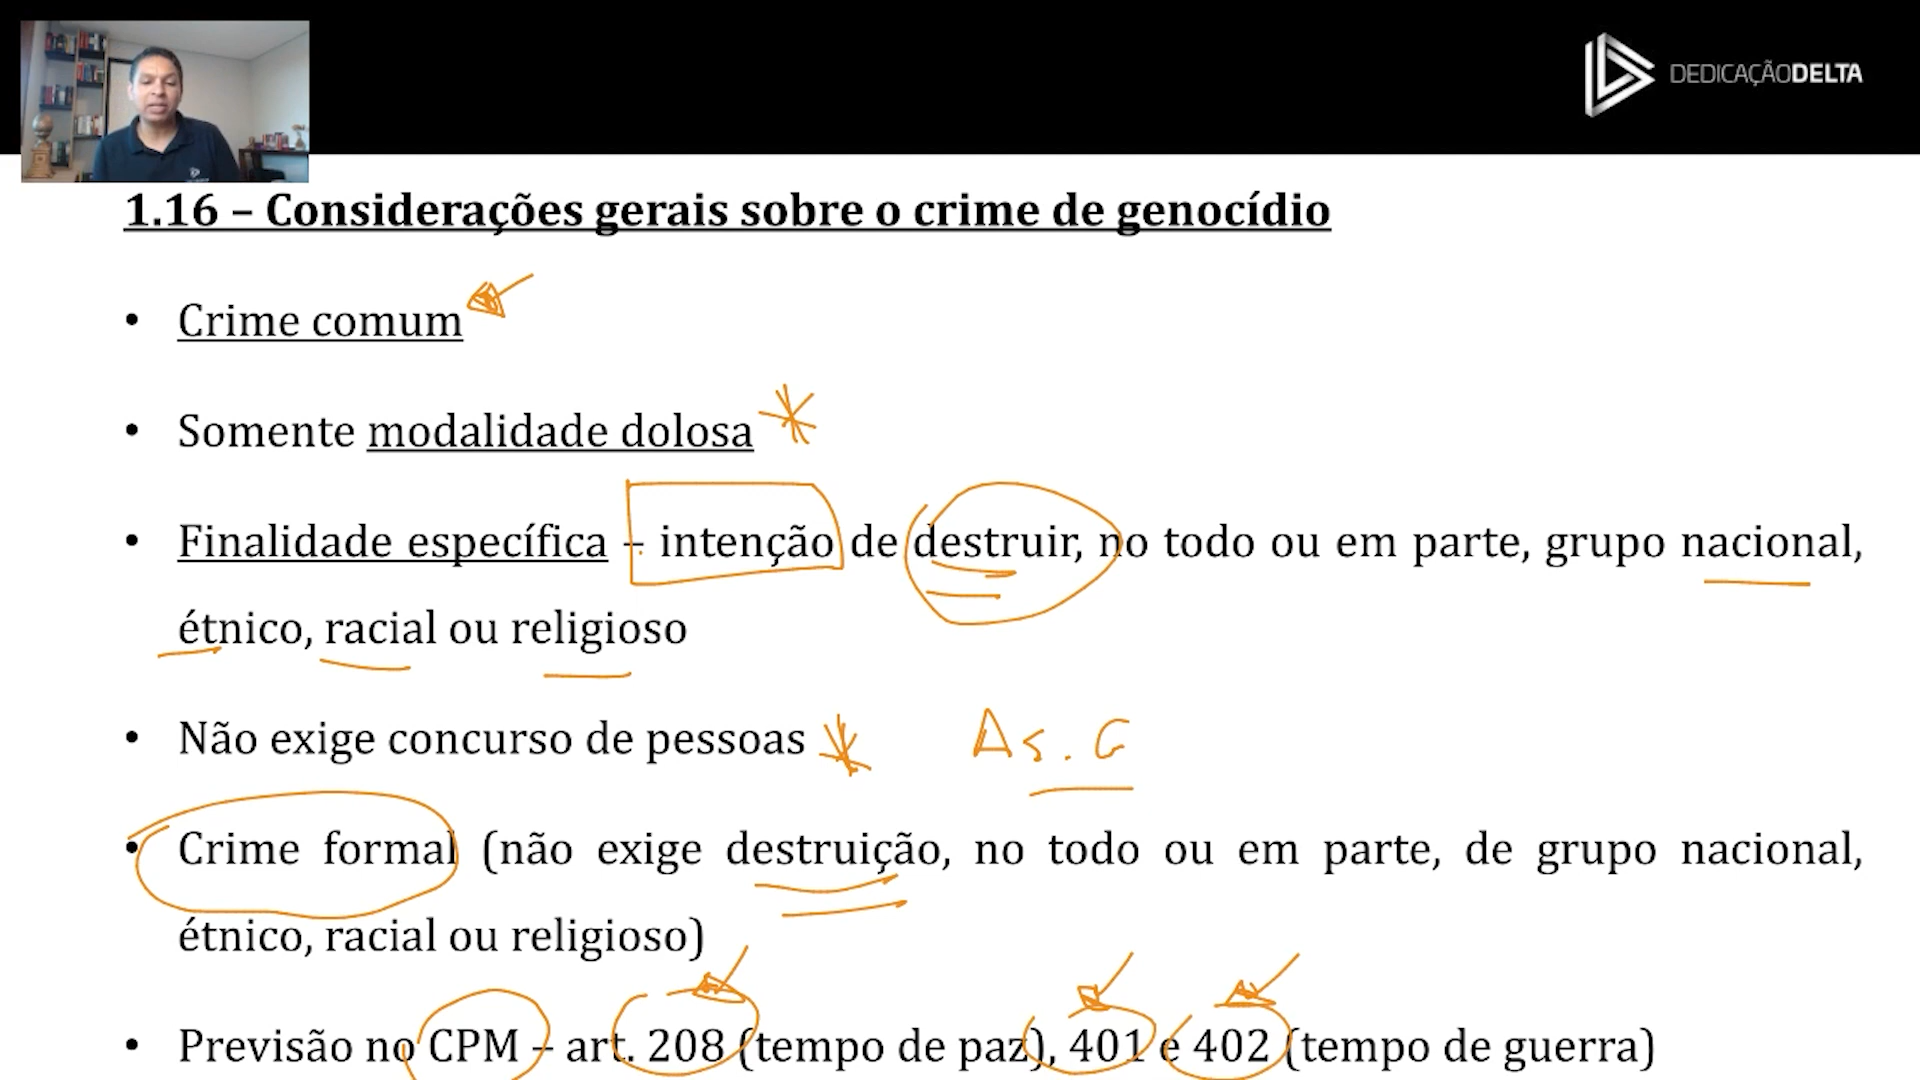 DEDICAÇÃODELTA
1.16 – Considerações gerais sobre o crime de genocídio
• Crime comum
• Somente modalidade dolosa
• Finalidade específica – intenção de destruir, no todo ou em parte, grupo nacional,
étnico, racial ou religioso
• Não exige concurso de pessoas As. G
• Crime formal (não exige destruição, no todo ou em parte, de grupo nacional,
étnico, racial ou religioso)
• Previsão no CPM – art. 208 (tempo de paz), 401 e 402 (tempo de guerra)